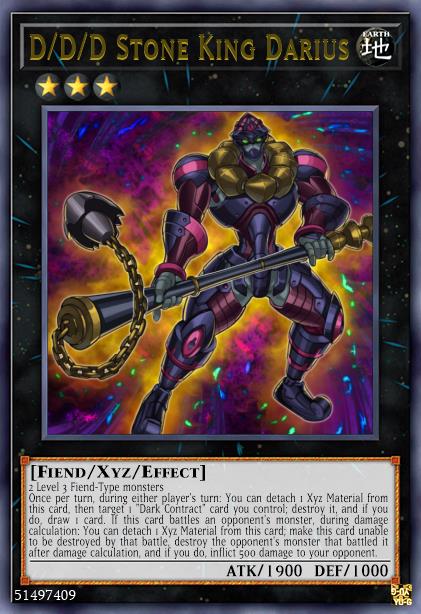 D/D/D STONE KING DARIUS
EARTH
地
[FIEND/XYZ/EFFECT]
2 Level 3 Fiend-Type monsters
Once per turn, during either player's turn: You can detach 1 Xyz Material from
this card, then target 1 "Dark Contract" card you control; destroy it, and if you
do, draw 1 card. If this card battles an opponent's monster, during damage
calculation: You can detach 1 Xyz Material from this card; make this card unable
to be destroyed by that battle, destroy the opponent's monster that battled it
after damage calculation, and if you do, inflict 500 damage to your opponent.
ATK/1900 DEF/1000
51497409